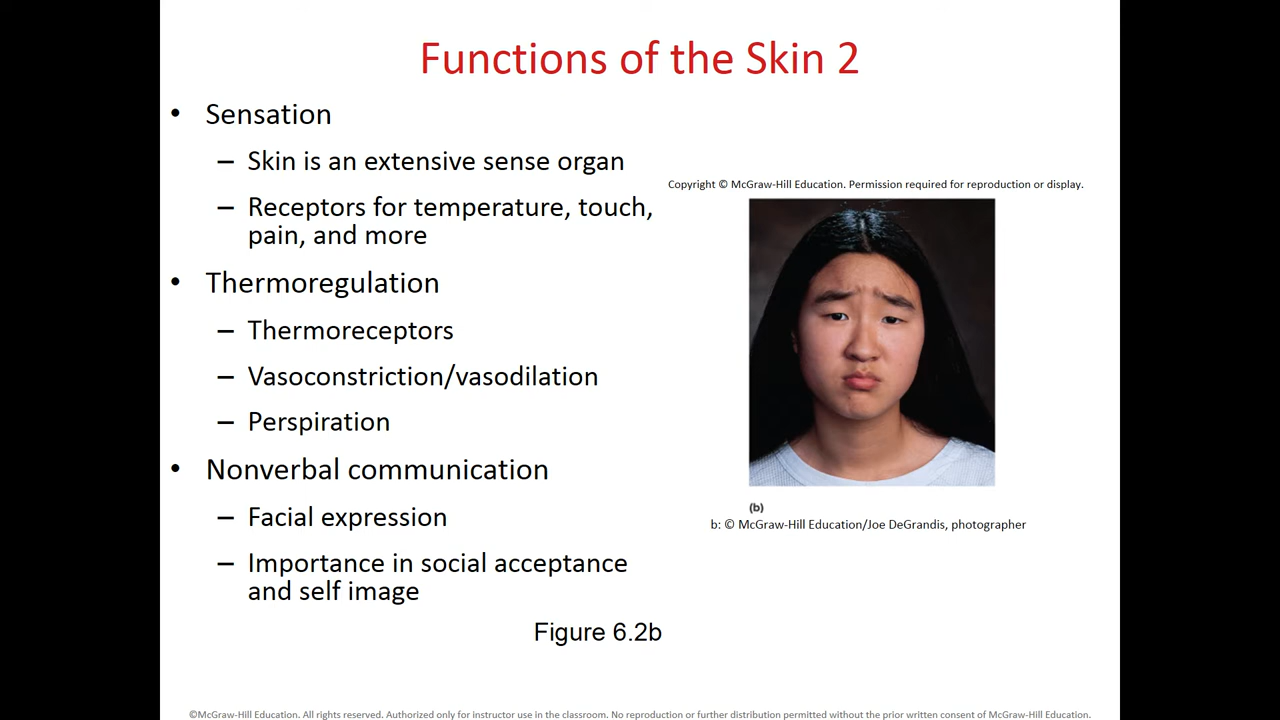 Functions of the Skin 2
• Sensation
– Skin is an extensive sense organ
– Receptors for temperature, touch,
pain, and more
• Thermoregulation
– Thermoreceptors
– Vasoconstriction/vasodilation
– Perspiration
• Nonverbal communication
– Facial expression
– Importance in social acceptance
and self image
Copyright © McGraw-Hill Education. Permission required for reproduction or display.
(b)
b: © McGraw-Hill Education/Joe DeGrandis, photographer
Figure 6.2b
©McGraw-Hill Education. All rights reserved. Authorized only for instructor use in the classroom. No reproduction or further distribution permitted without the prior written consent of McGraw-Hill Education.